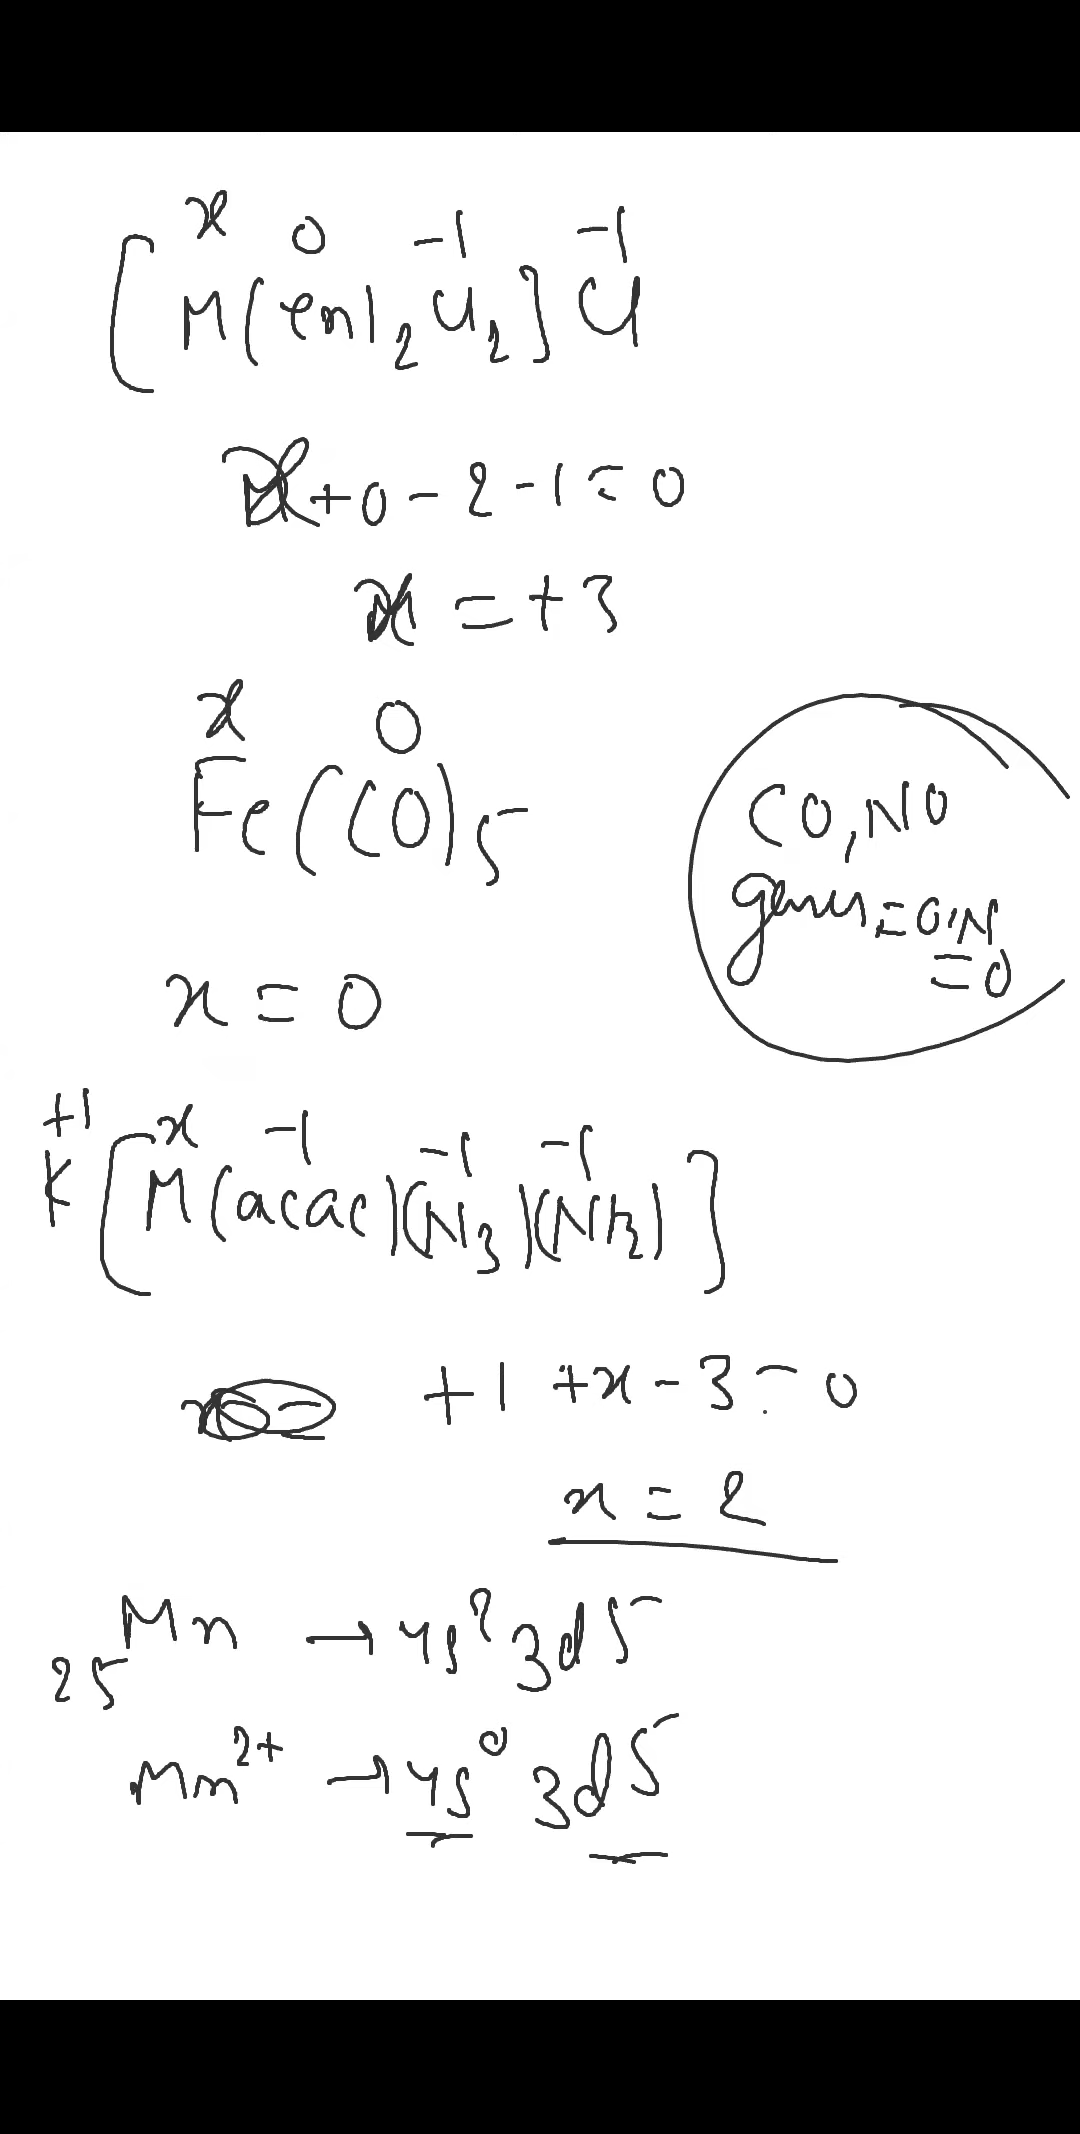 x 0 -1 -1
[M(en)₂Cl₂]Cl
x+0-2-1=0
x = +3
x 0
Fe(CO)₅
CO, NO
=O.N
=0
x = 0
+1 x -1 -1 -1
K[M(acac)(N₃)(NH₂)]
+1 +x-3=0
x = 2
₂₅Mn → 4s² 3d⁵
Mn²⁺ → 4s⁰ 3d⁵